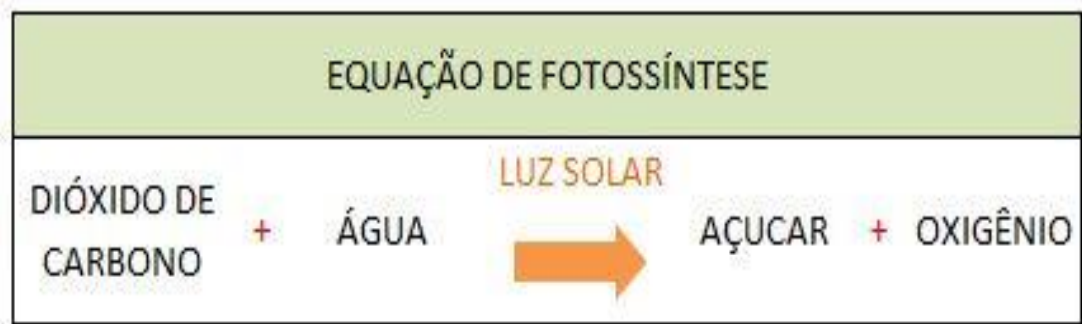 EQUAÇÃO DE FOTOSSÍNTESE
LUZ SOLAR
DIÓXIDO DE
CARBONO + ÁGUA AÇUCAR + OXIGÊNIO